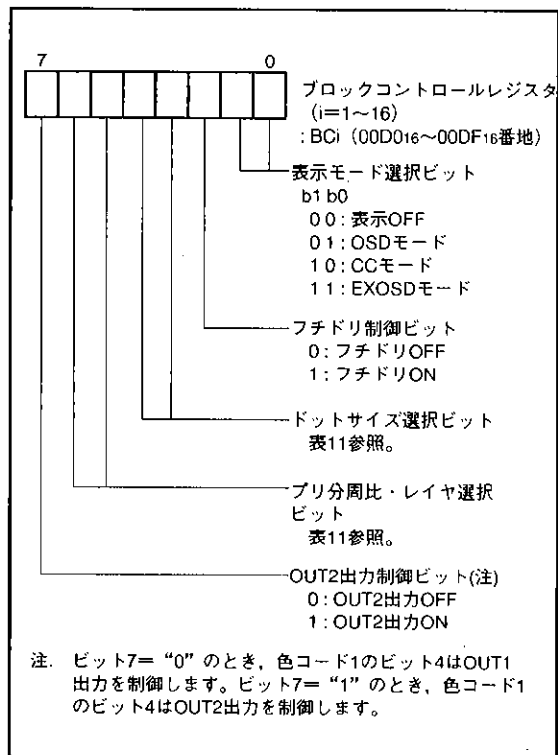 7 0
ブロックコントロールレジスタ
(i=1～16)
: BCi (00D016～00DF16番地)
表示モード選択ビット
b1 b0
0 0 : 表示OFF
0 1 : OSDモード
1 0 : CCモード
1 1 : EXOSDモード
フチドリ制御ビット
0 : フチドリOFF
1 : フチドリON
ドットサイズ選択ビット
表11参照。
プリ分周比・レイヤ選択
ビット
表11参照。
OUT2出力制御ビット(注)
0 : OUT2出力OFF
1 : OUT2出力ON
注. ビット7= “0” のとき, 色コード1のビット4はOUT1
出力を制御します。ビット7= “1” のとき, 色コード1
のビット4はOUT2出力を制御します。